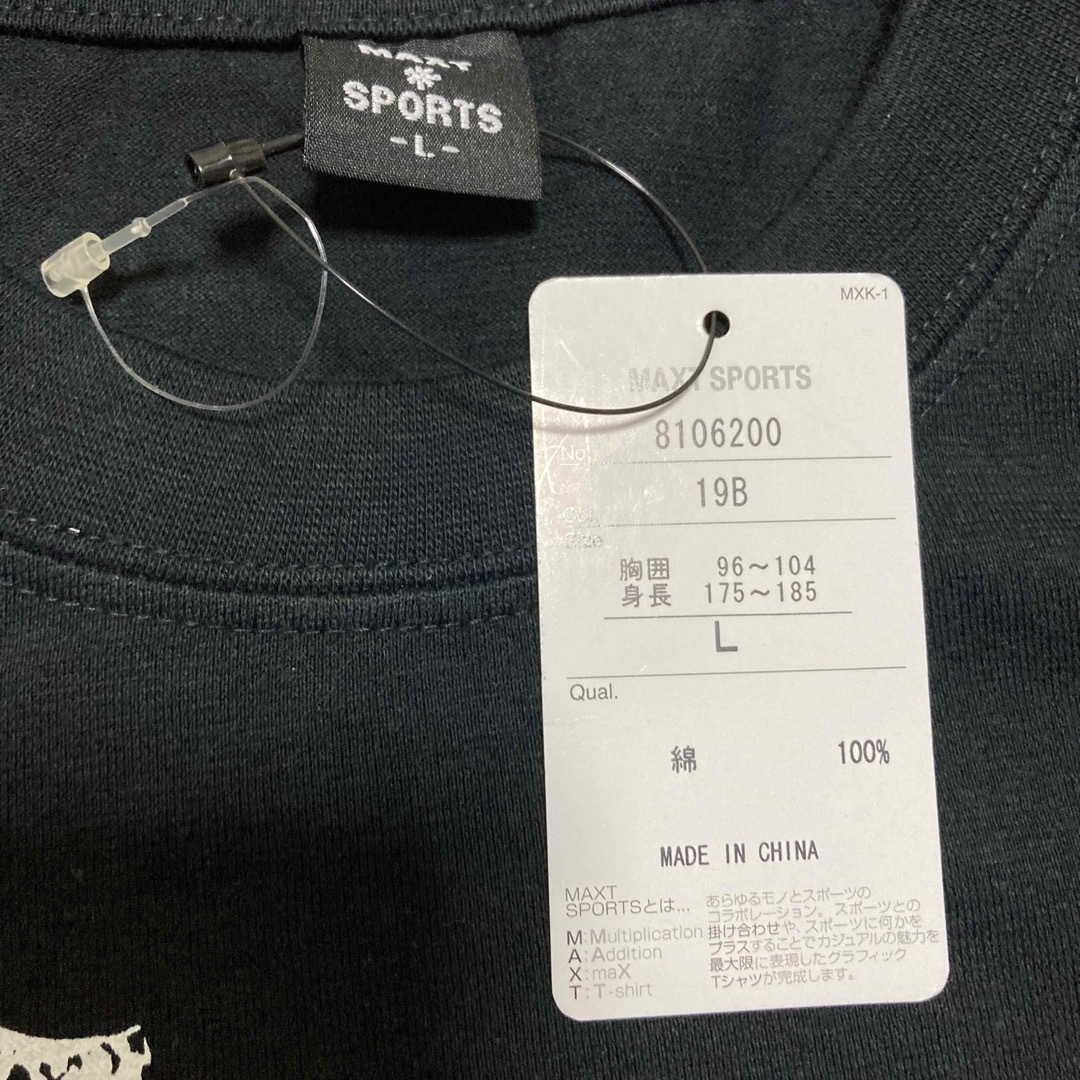 MAXT
SPORTS
-L-
MXK-1
MAXT SPORTS
No. 8106200
Col. 19B
Size
胸囲 96～104
身長 175～185
L
Qual.
綿 100%
MADE IN CHINA
MAXT
SPORTSとは...
M:Multiplication
A:Addition
X:maX
T:T-shirt
あらゆるモノとスポーツの
コラボレーション。スポーツとの
掛け合わせや、スポーツに何かを
プラスすることでカジュアルの魅力を
最大限に表現したグラフィック
Tシャツが完成します。